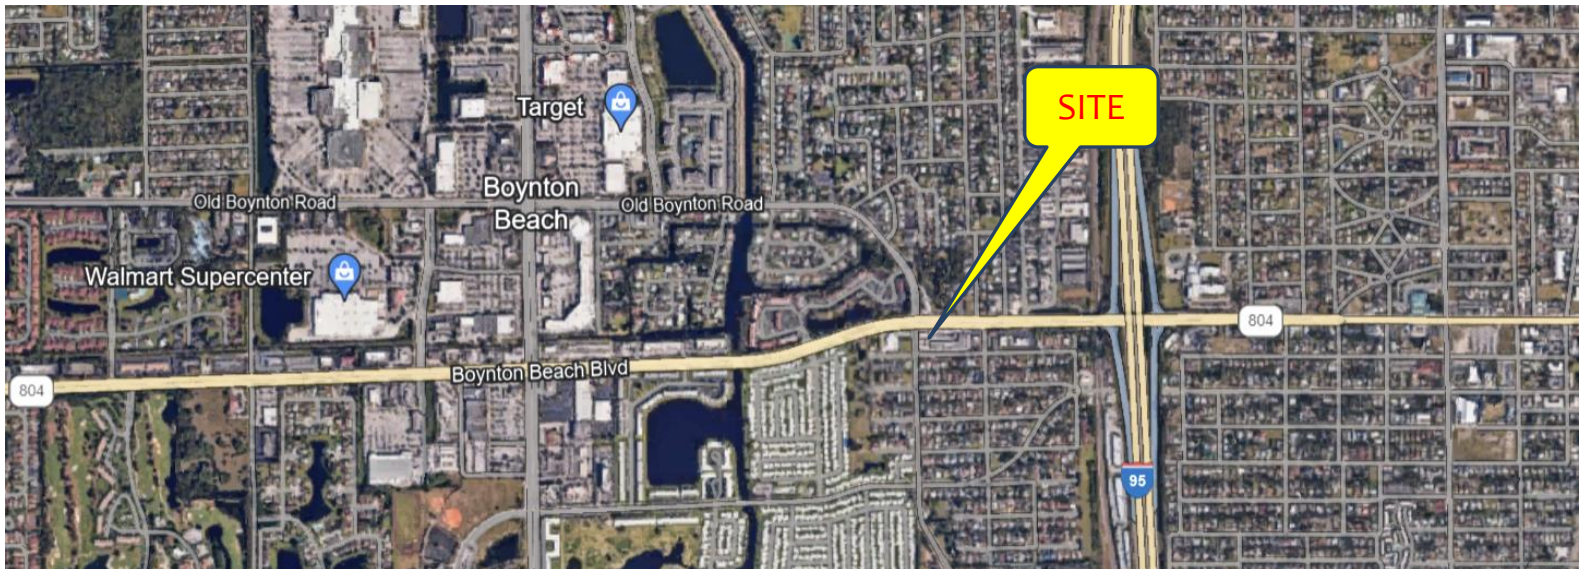 SITE
Target
Boynton
Beach
Old Boynton Road
Old Boynton Road
Walmart Supercenter
804
Boynton Beach Blvd
804
95